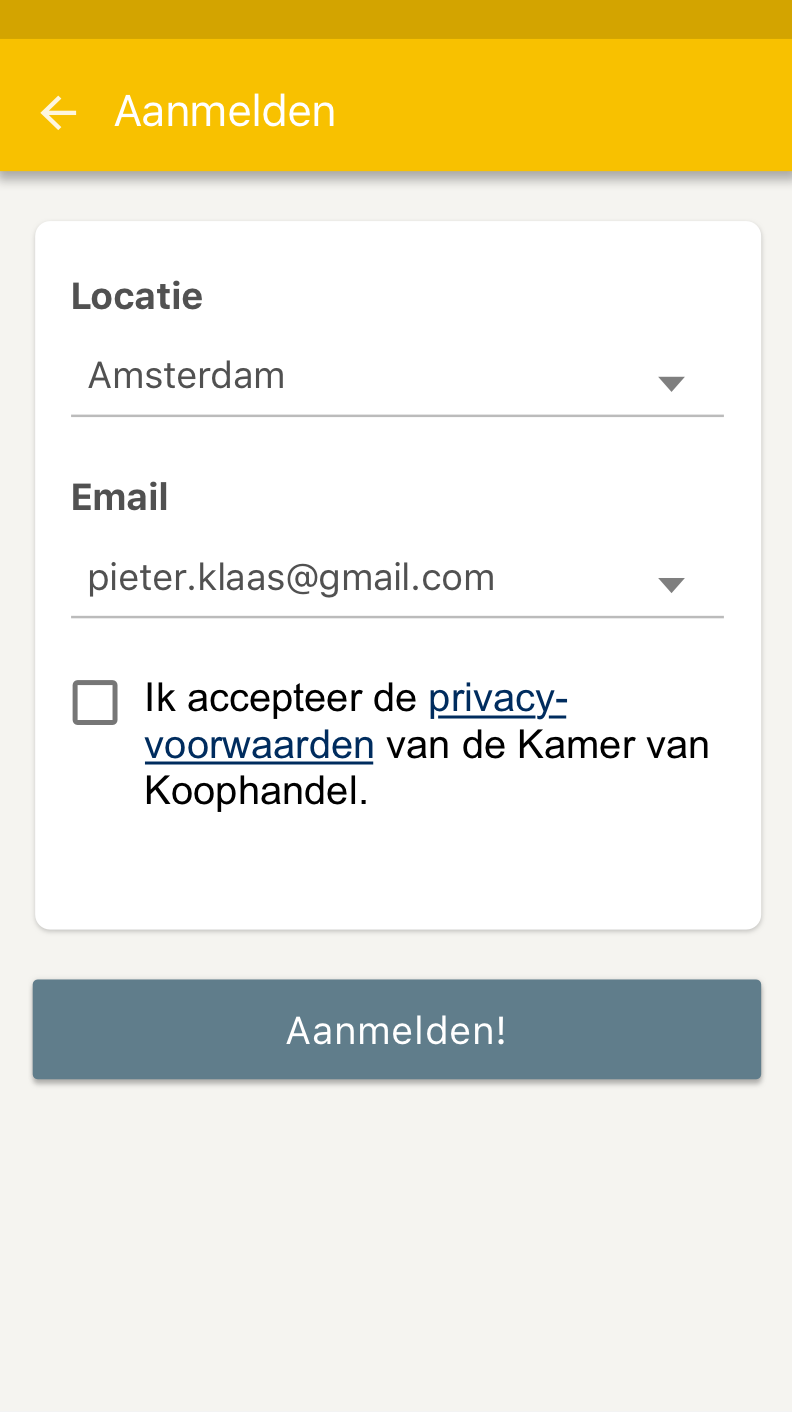 Aanmelden
Locatie
Amsterdam
Email
pieter.klaas@gmail.com
Ik accepteer de privacy-
voorwaarden van de Kamer van
Koophandel.
Aanmelden!